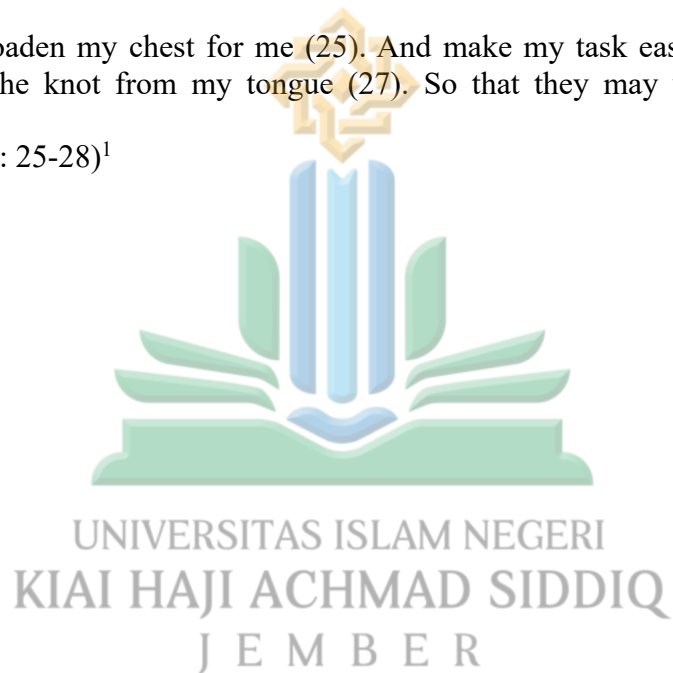 oaden my chest for me (25). And make my task eas
he knot from my tongue (27). So that they may
: 25-28)¹
UNIVERSITAS ISLAM NEGERI
KIAI HAJI ACHMAD SIDDIQ
JEMBER